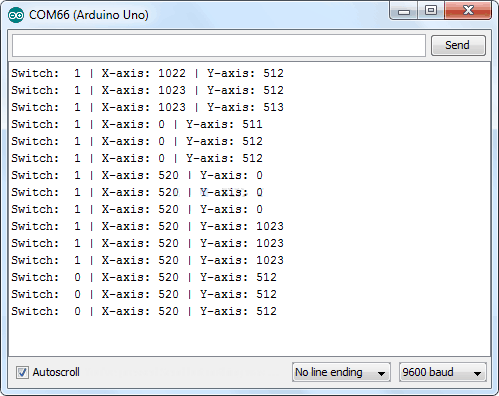 COM66 (Arduino Uno)
Send
Switch:  1 | X-axis: 1022 | Y-axis: 512
Switch:  1 | X-axis: 1023 | Y-axis: 512
Switch:  1 | X-axis: 1023 | Y-axis: 513
Switch:  1 | X-axis: 0 | Y-axis: 511
Switch:  1 | X-axis: 0 | Y-axis: 512
Switch:  1 | X-axis: 0 | Y-axis: 512
Switch:  1 | X-axis: 520 | Y-axis: 0
Switch:  1 | X-axis: 520 | Y-axis: 0
Switch:  1 | X-axis: 520 | Y-axis: 0
Switch:  1 | X-axis: 520 | Y-axis: 1023
Switch:  1 | X-axis: 520 | Y-axis: 1023
Switch:  1 | X-axis: 520 | Y-axis: 1023
Switch:  0 | X-axis: 520 | Y-axis: 512
Switch:  0 | X-axis: 520 | Y-axis: 512
Switch:  0 | X-axis: 520 | Y-axis: 512
Autoscroll No line ending 9600 baud